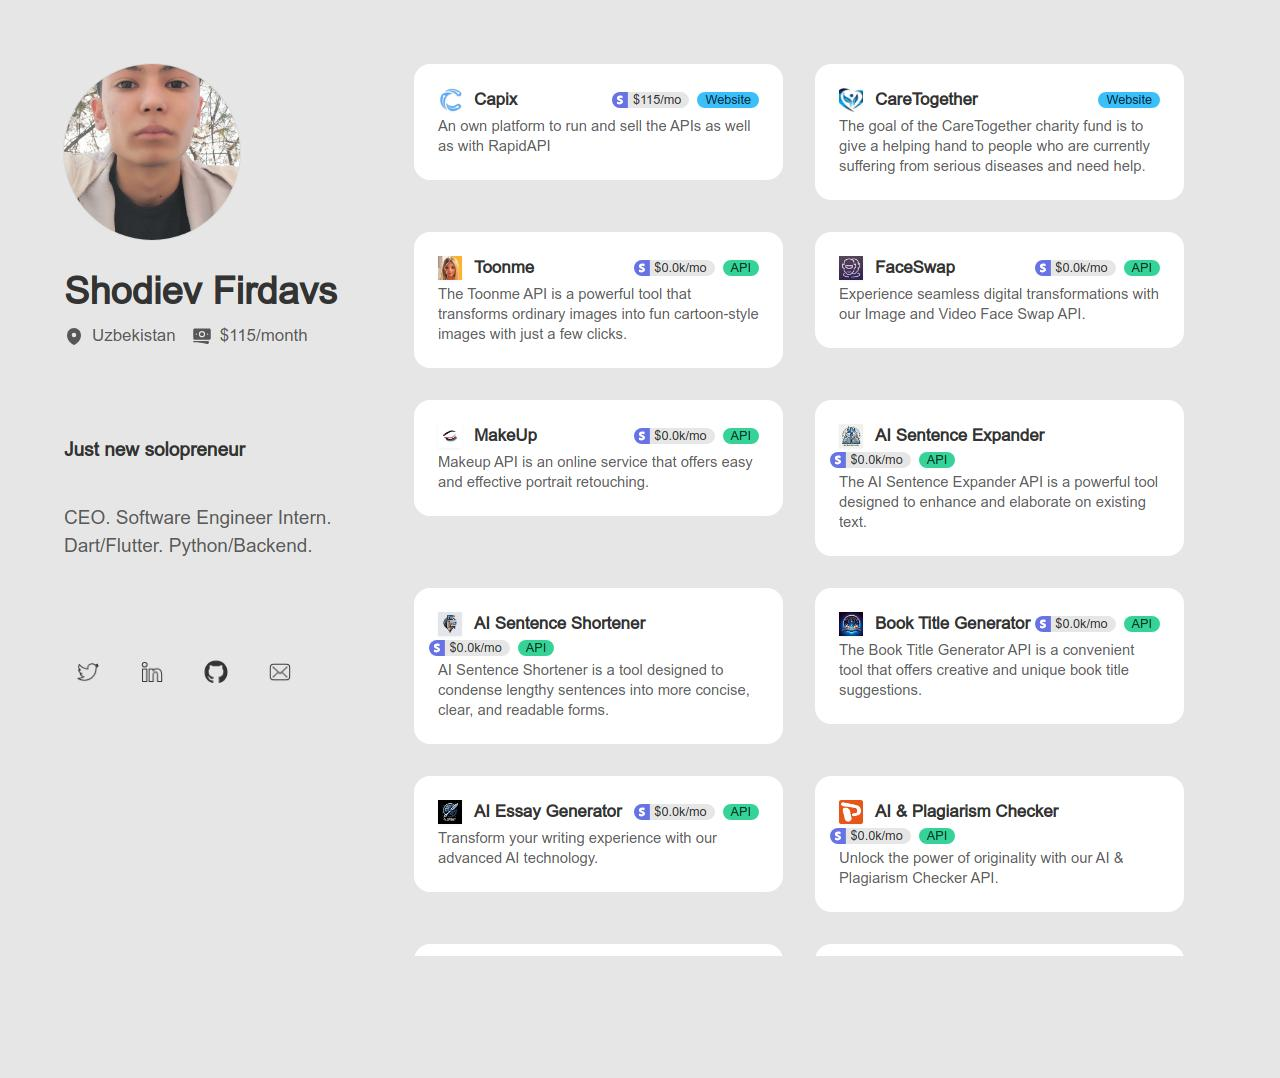 Shodiev Firdavs
Uzbekistan $115/month
Just new solopreneur
CEO. Software Engineer Intern.
Dart/Flutter. Python/Backend.
Capix $115/mo Website
An own platform to run and sell the APIs as well
as with RapidAPI
CareTogether Website
The goal of the CareTogether charity fund is to
give a helping hand to people who are currently
suffering from serious diseases and need help.
Toonme $0.0k/mo API
The Toonme API is a powerful tool that
transforms ordinary images into fun cartoon-style
images with just a few clicks.
FaceSwap $0.0k/mo API
Experience seamless digital transformations with
our Image and Video Face Swap API.
MakeUp $0.0k/mo API
Makeup API is an online service that offers easy
and effective portrait retouching.
AI Sentence Expander
$0.0k/mo API
The AI Sentence Expander API is a powerful tool
designed to enhance and elaborate on existing
text.
AI Sentence Shortener
$0.0k/mo API
AI Sentence Shortener is a tool designed to
condense lengthy sentences into more concise,
clear, and readable forms.
Book Title Generator $0.0k/mo API
The Book Title Generator API is a convenient
tool that offers creative and unique book title
suggestions.
AI Essay Generator $0.0k/mo API
Transform your writing experience with our
advanced AI technology.
AI & Plagiarism Checker
$0.0k/mo API
Unlock the power of originality with our AI &
Plagiarism Checker API.